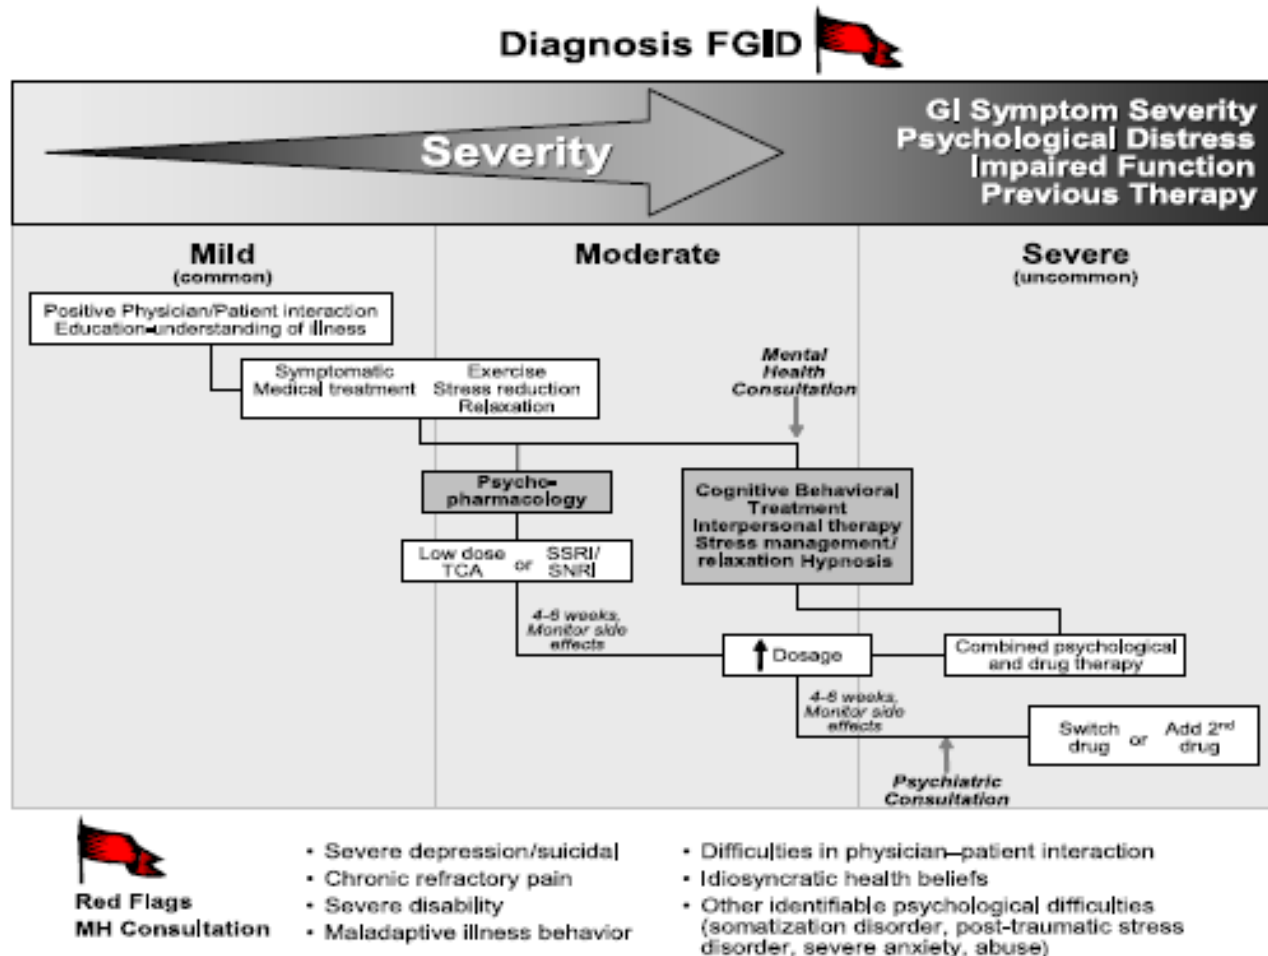 Diagnosis FGID
Severity
GI Symptom Severity
Psychological Distress
Impaired Function
Previous Therapy
Mild
(common)
Moderate
Severe
(uncommon)
Positive Physician/Patient interaction
Education-understanding of illness
Symptomatic
Medical treatment
Exercise
Stress reduction
Relaxation
Mental
Health
Consultation
Psycho-
pharmacology
Cognitive Behavioral
Treatment
Interpersonal therapy
Stress management/
relaxation Hypnosis
Low dose
TCA
or
SSRI/
SNRI
4-6 weeks,
Monitor side
effects
Dosage
Combined psychological
and drug therapy
4-6 weeks,
Monitor side
effects
Switch
drug
or
Add 2nd
drug
Psychiatric
Consultation
Red Flags
MH Consultation
• Severe depression/suicidal
• Chronic refractory pain
• Severe disability
• Maladaptive illness behavior
• Difficulties in physician–patient interaction
• Idiosyncratic health beliefs
• Other identifiable psychological difficulties
(somatization disorder, post-traumatic stress
disorder, severe anxiety, abuse)